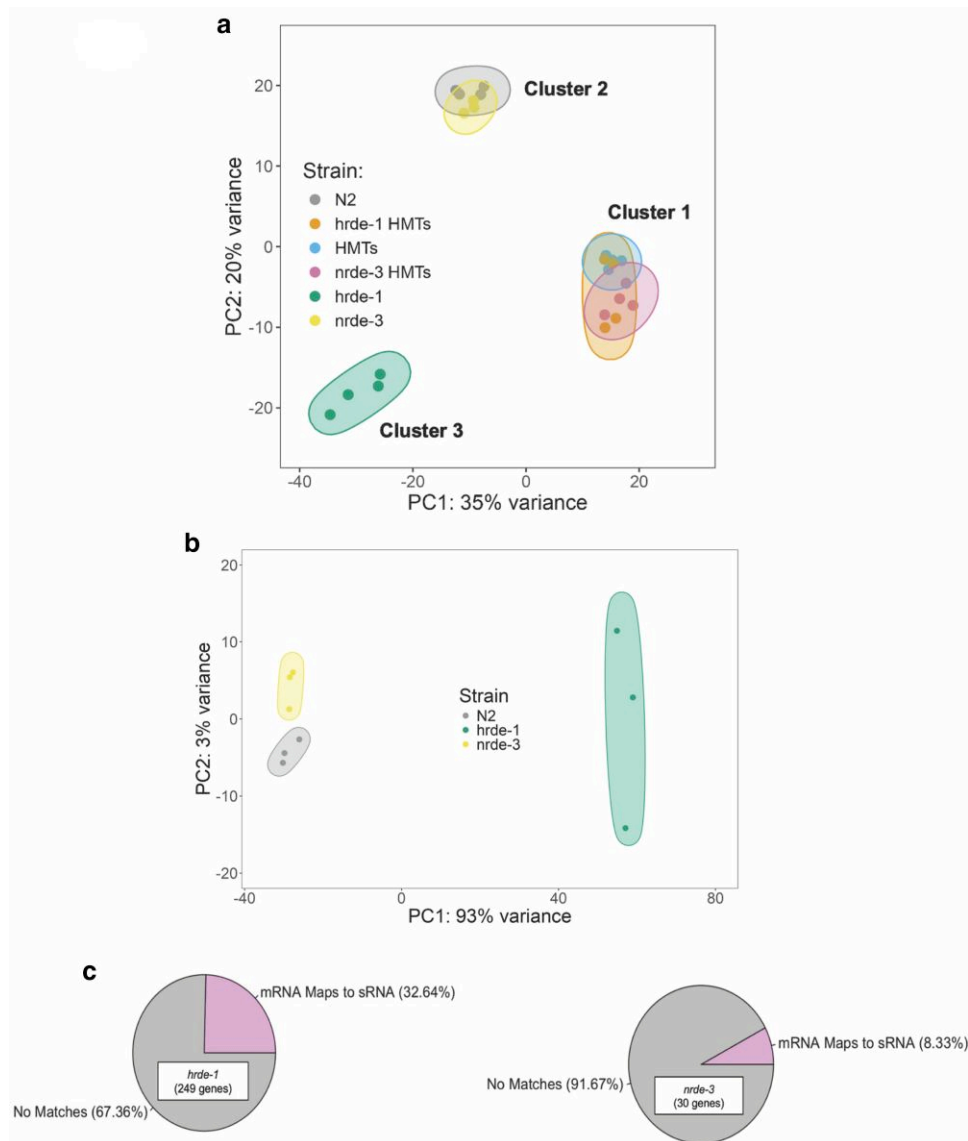 a
20
10
0
-10
-20
-40
-20
0
20
PC2: 20% variance
PC1: 35% variance
Cluster 2
Strain:
N2
hrde-1 HMTs
HMTs
nrde-3 HMTs
hrde-1
nrde-3
Cluster 1
Cluster 3
b
20
10
0
-10
-20
-40
0
40
80
PC2: 3% variance
PC1: 93% variance
Strain
N2
hrde-1
nrde-3
c
mRNA Maps to sRNA (32.64%)
hrde-1
(249 genes)
No Matches (67.36%)
mRNA Maps to sRNA (8.33%)
No Matches (91.67%)
nrde-3
(30 genes)